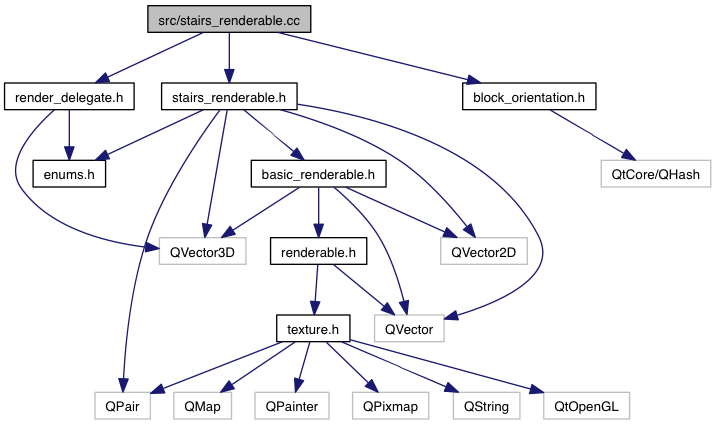 src/stairs_renderable.cc
render_delegate.h
stairs_renderable.h
block_orientation.h
enums.h
basic_renderable.h
QtCore/QHash
QVector3D
renderable.h
QVector2D
texture.h
QVector
QPair
QMap
QPainter
QPixmap
QString
QtOpenGL